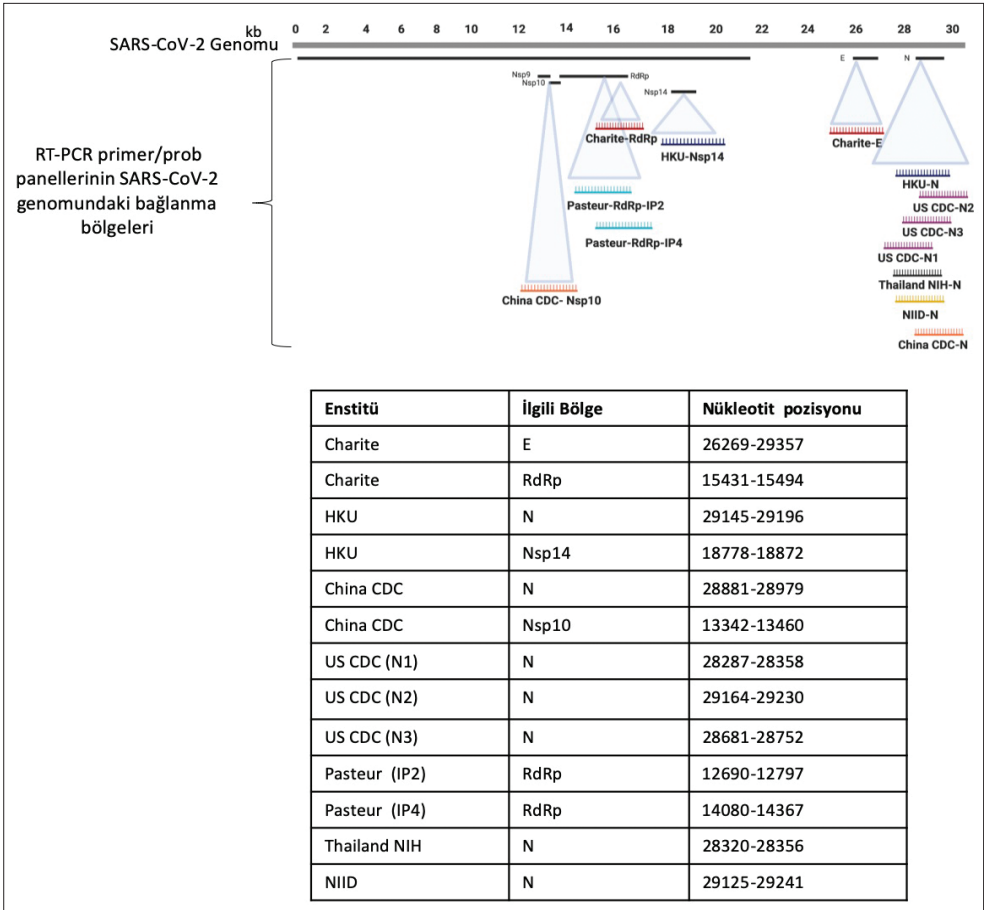 kb 0 2 4 6 8 10 12 14 16 18 20 22 24 26 28 30
SARS-CoV-2 Genomu
E N
Nsp9 RdRp
Nsp10
Nsp14
RT-PCR primer/prob
panellerinin SARS-CoV-2
genomundaki bağlanma
bölgeleri
Charite-RdRp
HKU-Nsp14
Charite-E
HKU-N
Pasteur-RdRp-IP2
US CDC-N2
US CDC-N3
Pasteur-RdRp-IP4
US CDC-N1
Thailand NIH-N
China CDC- Nsp10
NIID-N
China CDC-N
Enstitü İlgili Bölge Nükleotit pozisyonu
Charite E 26269-29357
Charite RdRp 15431-15494
HKU N 29145-29196
HKU Nsp14 18778-18872
China CDC N 28881-28979
China CDC Nsp10 13342-13460
US CDC (N1) N 28287-28358
US CDC (N2) N 29164-29230
US CDC (N3) N 28681-28752
Pasteur (IP2) RdRp 12690-12797
Pasteur (IP4) RdRp 14080-14367
Thailand NIH N 28320-28356
NIID N 29125-29241